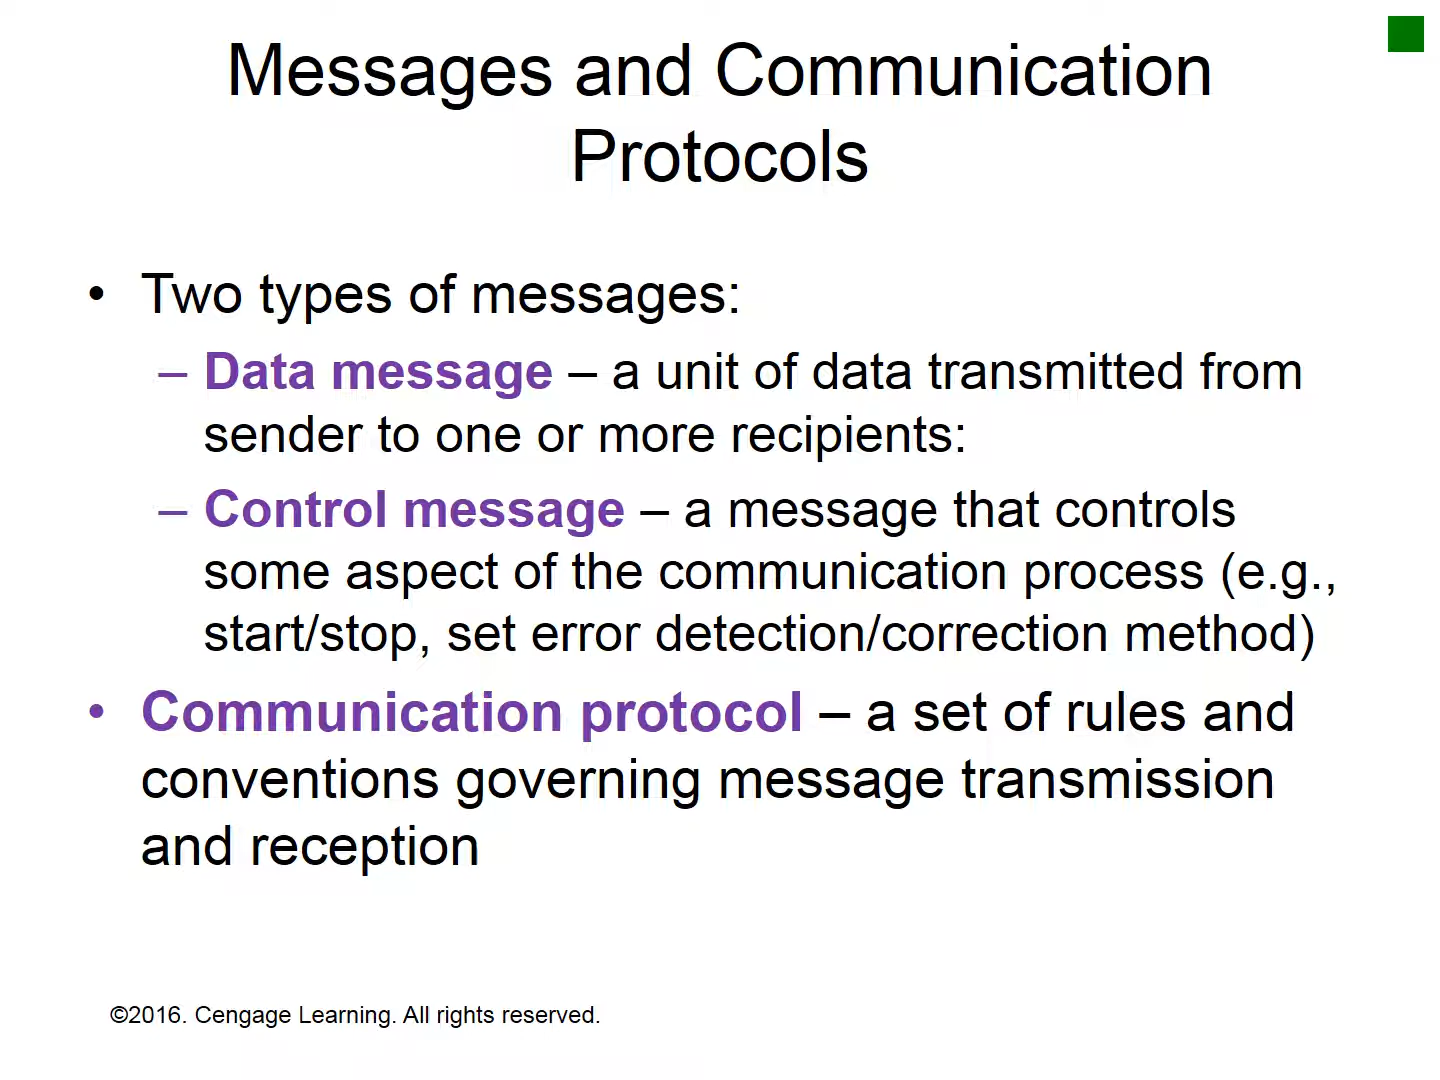 Messages and Communication
Protocols
• Two types of messages:
– Data message – a unit of data transmitted from
sender to one or more recipients:
– Control message – a message that controls
some aspect of the communication process (e.g.,
start/stop, set error detection/correction method)
• Communication protocol – a set of rules and
conventions governing message transmission
and reception
©2016. Cengage Learning. All rights reserved.